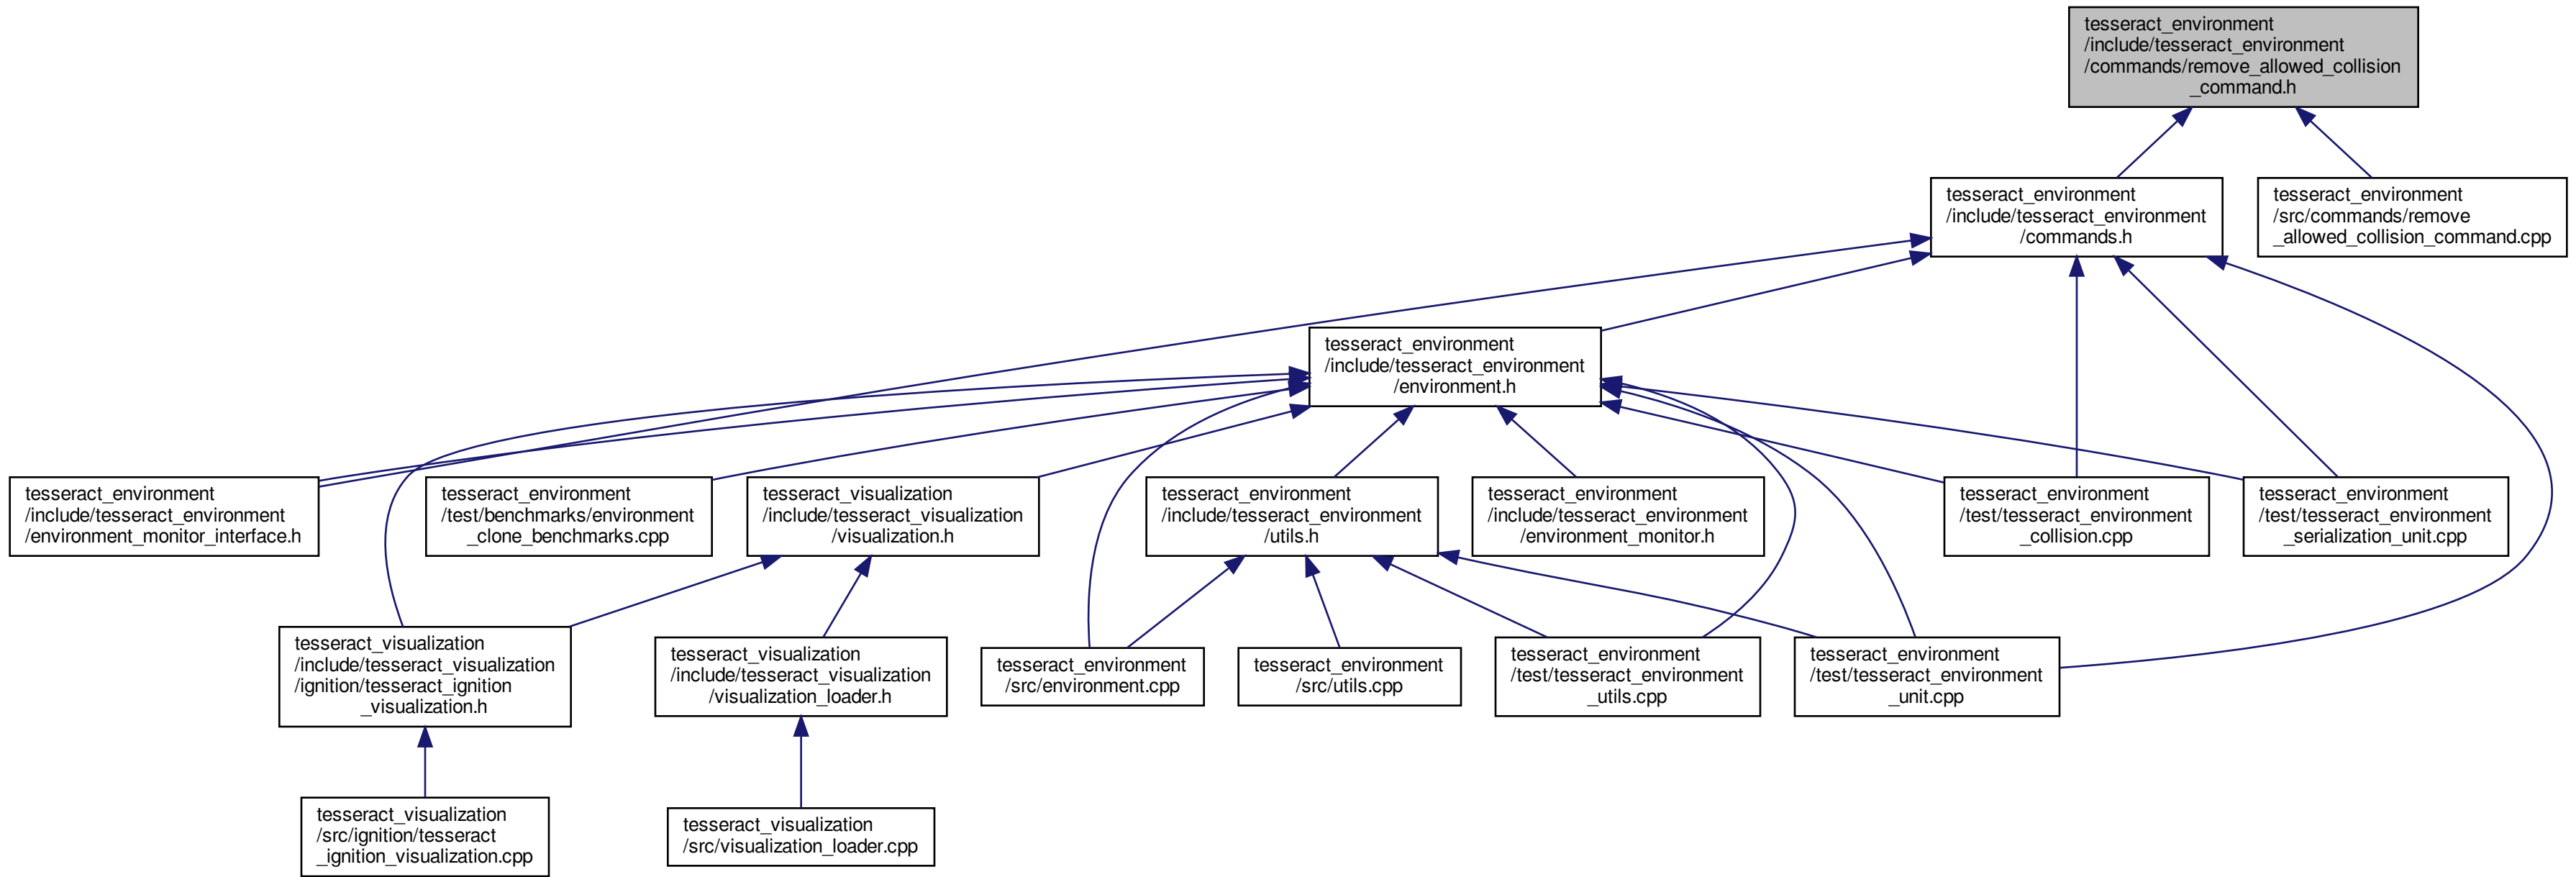 tesseract_environment
/include/tesseract_environment
/commands/remove_allowed_collision
_command.h
tesseract_environment
/include/tesseract_environment
/commands.h
tesseract_environment
/src/commands/remove
_allowed_collision_command.cpp
tesseract_environment
/include/tesseract_environment
/environment.h
tesseract_environment
/include/tesseract_environment
/environment_monitor_interface.h
tesseract_environment
/test/benchmarks/environment
_clone_benchmarks.cpp
tesseract_visualization
/include/tesseract_visualization
/visualization.h
tesseract_environment
/include/tesseract_environment
/utils.h
tesseract_environment
/include/tesseract_environment
/environment_monitor.h
tesseract_environment
/test/tesseract_environment
_collision.cpp
tesseract_environment
/test/tesseract_environment
_serialization_unit.cpp
tesseract_visualization
/include/tesseract_visualization
/ignition/tesseract_ignition
_visualization.h
tesseract_visualization
/include/tesseract_visualization
/visualization_loader.h
tesseract_environment
/src/environment.cpp
tesseract_environment
/src/utils.cpp
tesseract_environment
/test/tesseract_environment
_utils.cpp
tesseract_environment
/test/tesseract_environment
_unit.cpp
tesseract_visualization
/src/ignition/tesseract
_ignition_visualization.cpp
tesseract_visualization
/src/visualization_loader.cpp